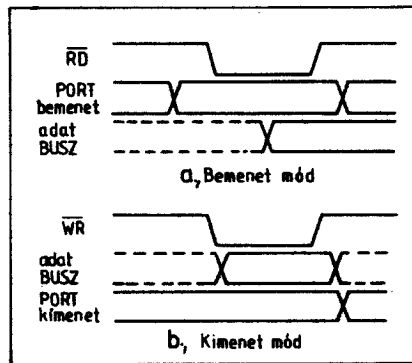 RD
PORT
bemenet
adat
BUSZ
a, Bemenet mód
WR
adat
BUSZ
PORT
kimenet
b., Kimenet mód